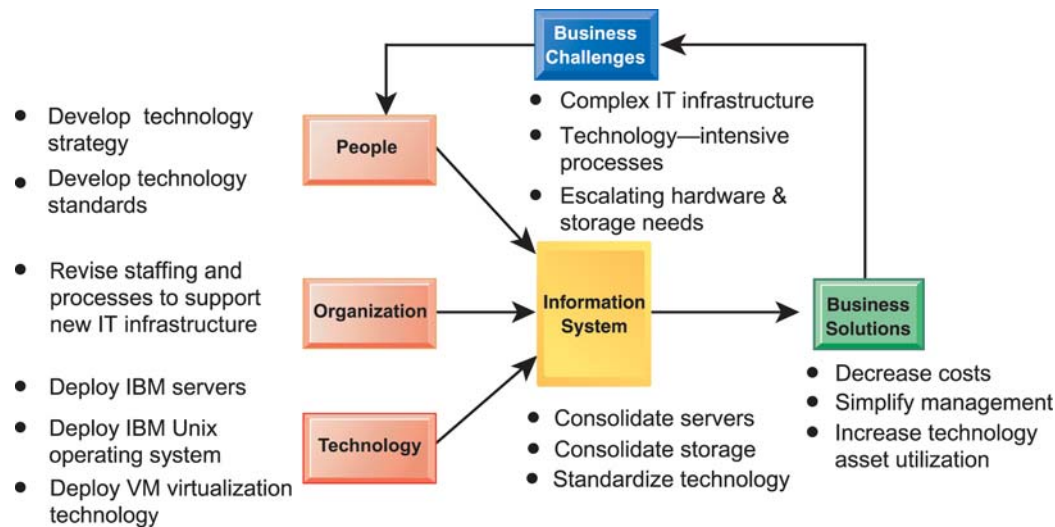 Business
Challenges
• Complex IT infrastructure
• Technology—intensive
processes
• Escalating hardware &
storage needs
• Develop technology
strategy
• Develop technology
standards
People
• Revise staffing and
processes to support
new IT infrastructure
Organization
Information
System
Business
Solutions
• Deploy IBM servers
• Deploy IBM Unix
operating system
• Deploy VM virtualization
technology
Technology
• Consolidate servers
• Consolidate storage
• Standardize technology
• Decrease costs
• Simplify management
• Increase technology
asset utilization